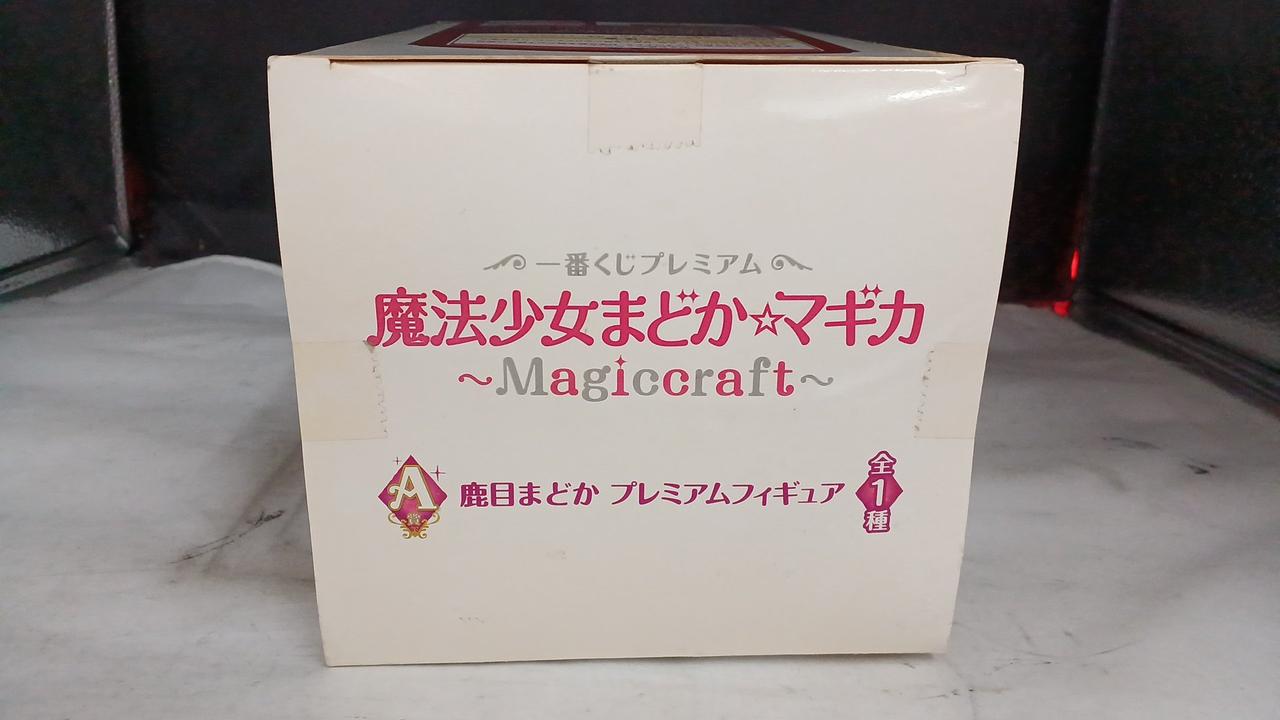 一番くじプレミアム
魔法少女まどか☆マギカ
～Magiccraft～
A賞 鹿目まどか プレミアムフィギュア 全1種